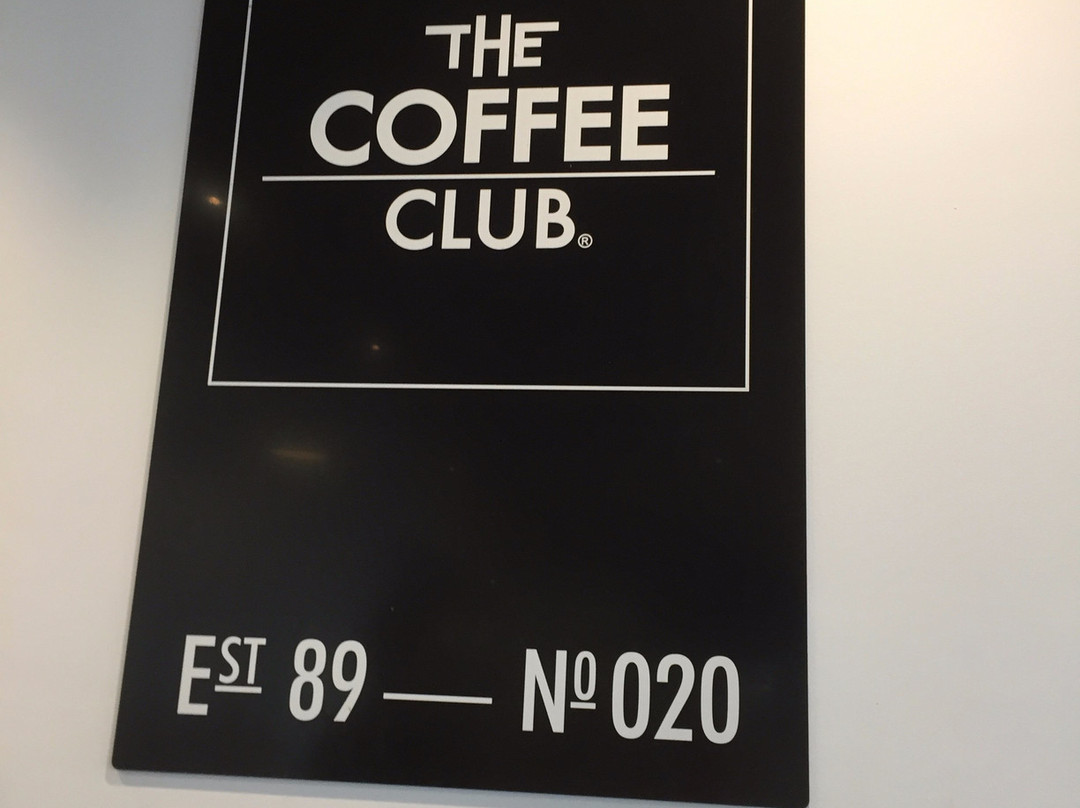 THE
COFFEE
CLUB®
EST 89 — Nº 020